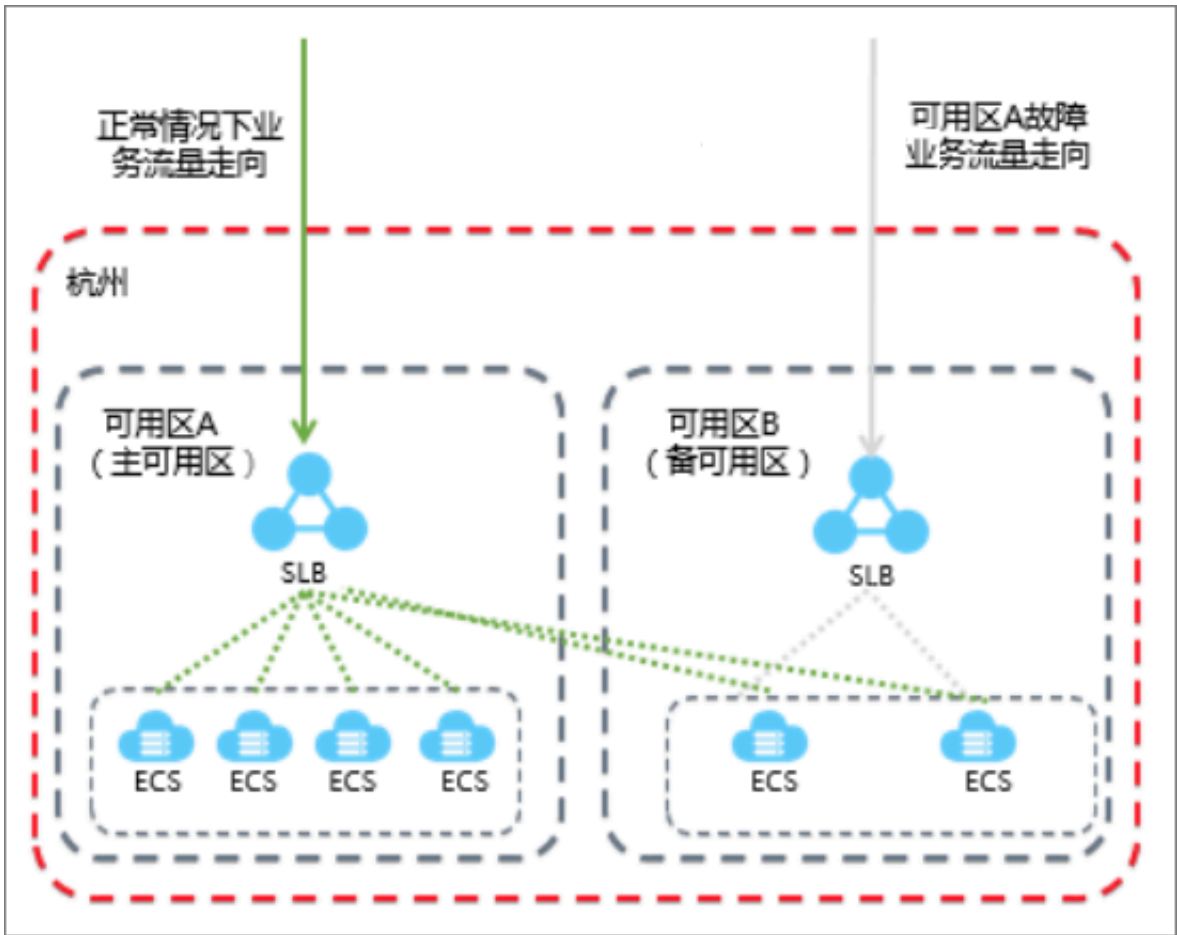 正常情况下业
务流量走向
可用区A故障
业务流量走向
杭州
可用区A
（主可用区）
可用区B
（备可用区）
SLB
SLB
ECS
ECS
ECS
ECS
ECS
ECS